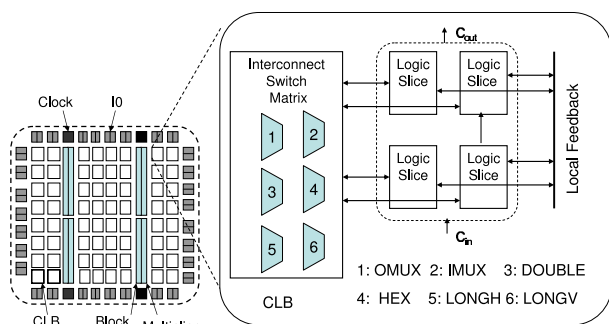 Cout
Interconnect
Switch
Matrix
Logic
Slice
Logic
Slice
Clock
I0
1
2
3
4
5
6
Logic
Slice
Logic
Slice
Local Feedback
Cin
1: OMUX 2: IMUX 3: DOUBLE
4: HEX 5: LONGH 6: LONGV
CLB
CLB
Block